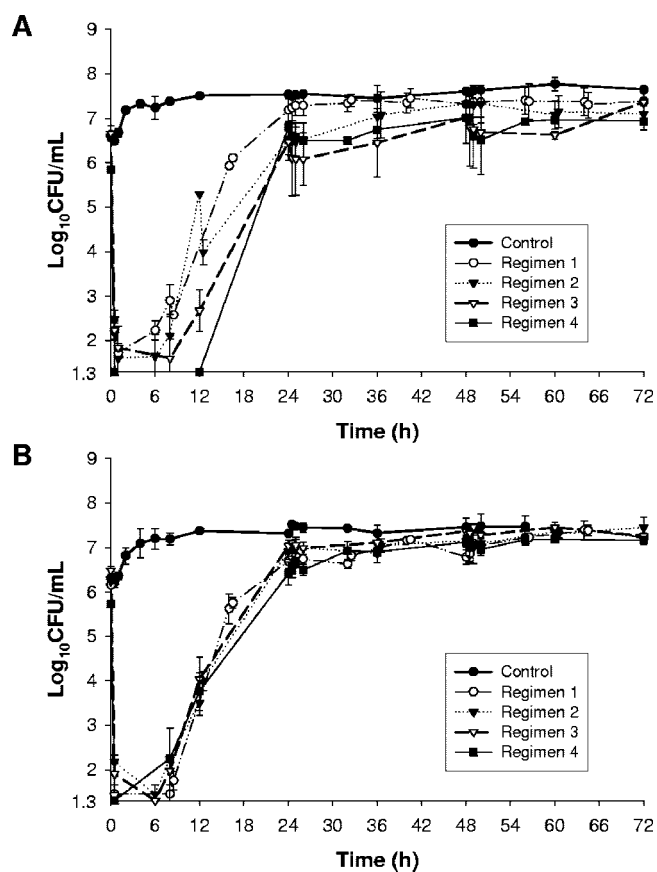 A
9
8
7
6
5
4
3
2
1.3
Log₁₀CFU/mL
Control
Regimen 1
Regimen 2
Regimen 3
Regimen 4
0 6 12 18 24 30 36 42 48 54 60 66 72
Time (h)
B
9
8
7
6
5
4
3
2
1.3
Log₁₀CFU/mL
Control
Regimen 1
Regimen 2
Regimen 3
Regimen 4
0 6 12 18 24 30 36 42 48 54 60 66 72
Time (h)